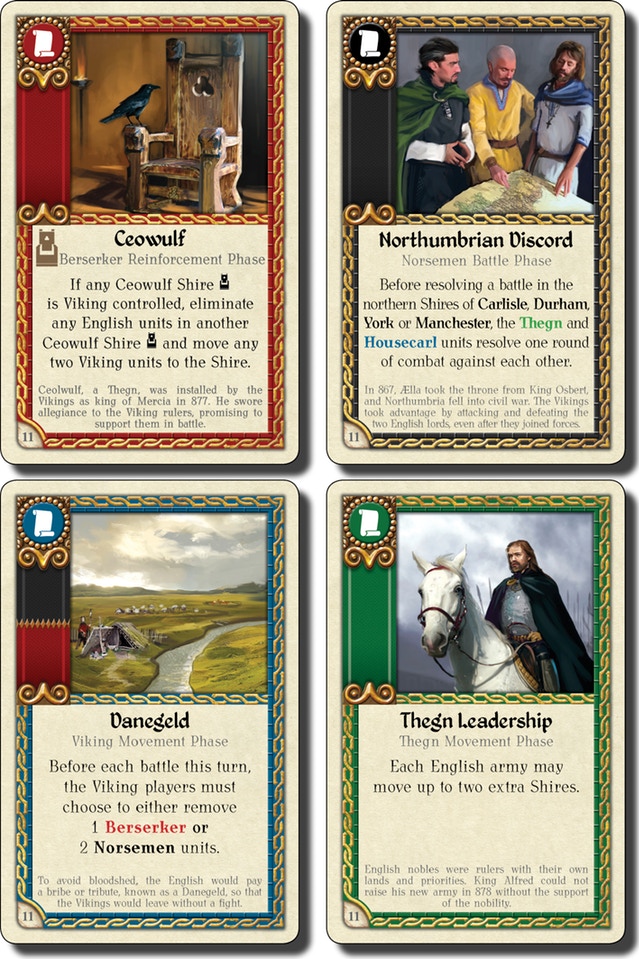 Ceowulf
Berserker Reinforcement Phase
If any Ceowulf Shire
is Viking controlled, eliminate
any English units in another
Ceowulf Shire and move any
two Viking units to the Shire.
Ceolwulf, a Thegn, was installed by the
Vikings as king of Mercia in 877. He swore
allegiance to the Viking rulers, promising to
support them in battle.
11
Northumbrian Discord
Norsemen Battle Phase
Before resolving a battle in the
northern Shires of Carlisle, Durham,
York or Manchester, the Thegn and
Housecarl units resolve one round
of combat against each other.
In 867, Ælla took the throne from King Osbert,
and Northumbria fell into civil war. The Vikings
took advantage by attacking and defeating the
two English lords, even after they joined forces.
11
Danegeld
Viking Movement Phase
Before each battle this turn,
the Viking players must
choose to either remove
1 Berserker or
2 Norsemen units.
To avoid bloodshed, the English would pay
a bribe or tribute, known as a Danegeld, so that
the Vikings would leave without a fight.
11
Thegn Leadership
Thegn Movement Phase
Each English army may
move up to two extra Shires.
English nobles were rulers with their own
lands and priorities. King Alfred could not
raise his new army in 878 without the support
of the nobility.
11